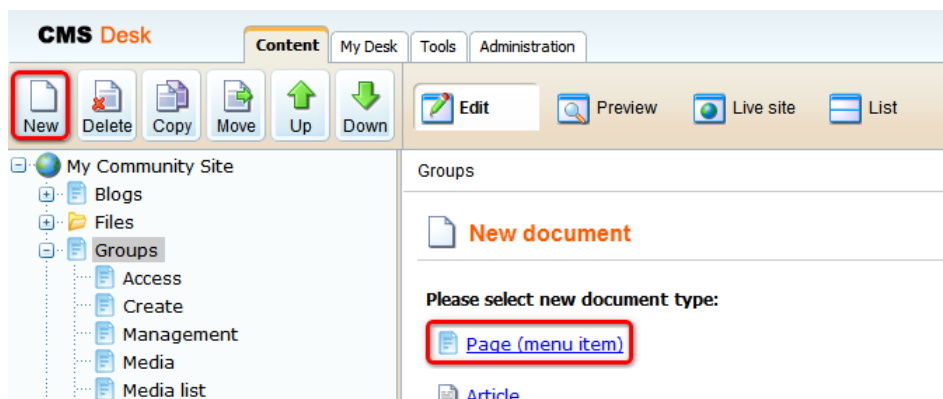 CMS Desk
Content My Desk Tools Administration
New Delete Copy Move Up Down
Edit Preview Live site List
My Community Site
Blogs
Files
Groups
Access
Create
Management
Media
Media list
Groups
New document
Please select new document type:
Page (menu item)
Article